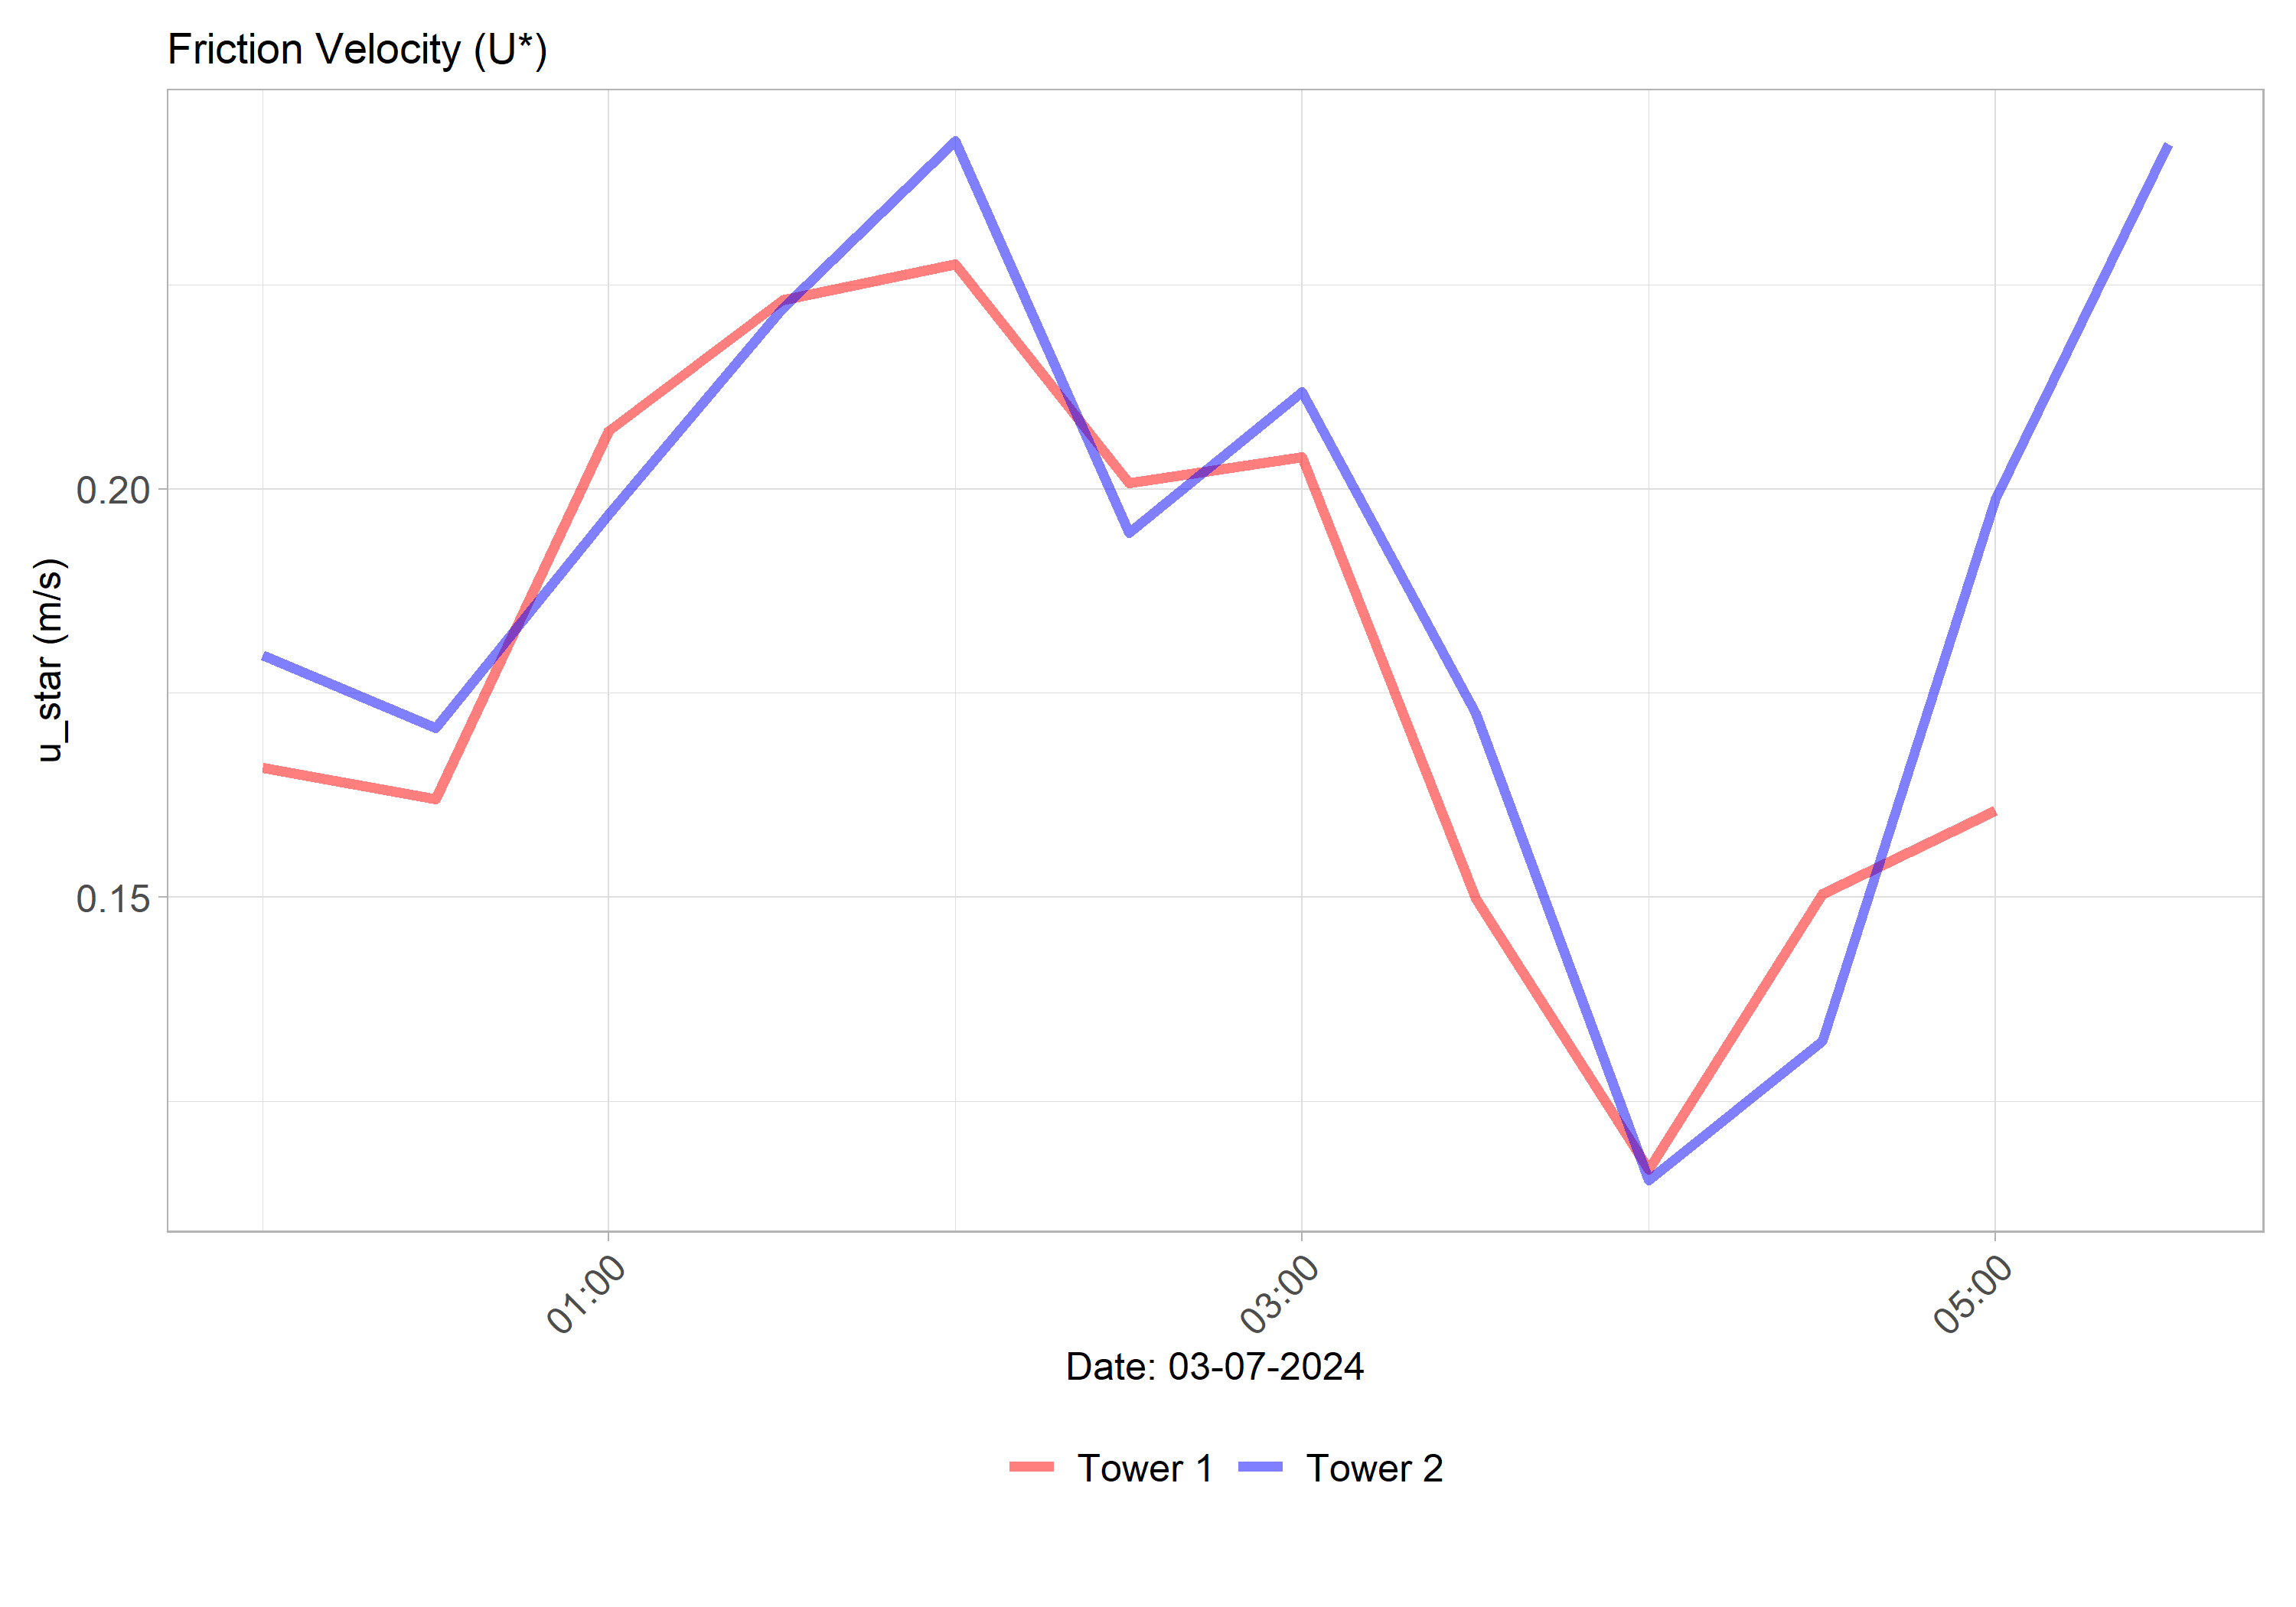 Friction Velocity (U*)
u_star (m/s)
0.20
0.15
01:00
03:00
05:00
Date: 03-07-2024
Tower 1
Tower 2